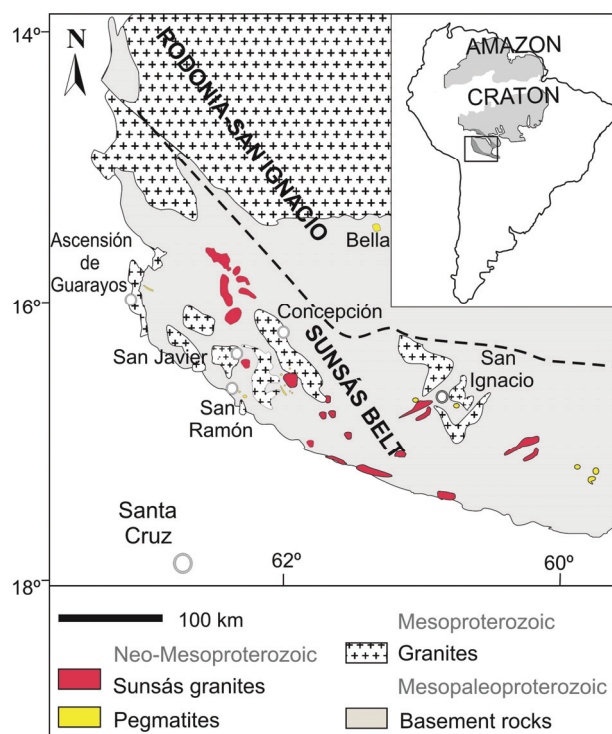 14º
N
AMAZON
CRATON
RODONIA-SAN IGNACIO
Bella
Ascensión
de
Guarayos
16º
Concepción
San Javier
SUNSÁS BELT
San
Ignacio
San
Ramón
Santa
Cruz
18º
62º
60º
100 km
Mesoproterozoic
Neo-Mesoproterozoic
Granites
Sunsás granites
Mesopaleoproterozoic
Pegmatites
Basement rocks